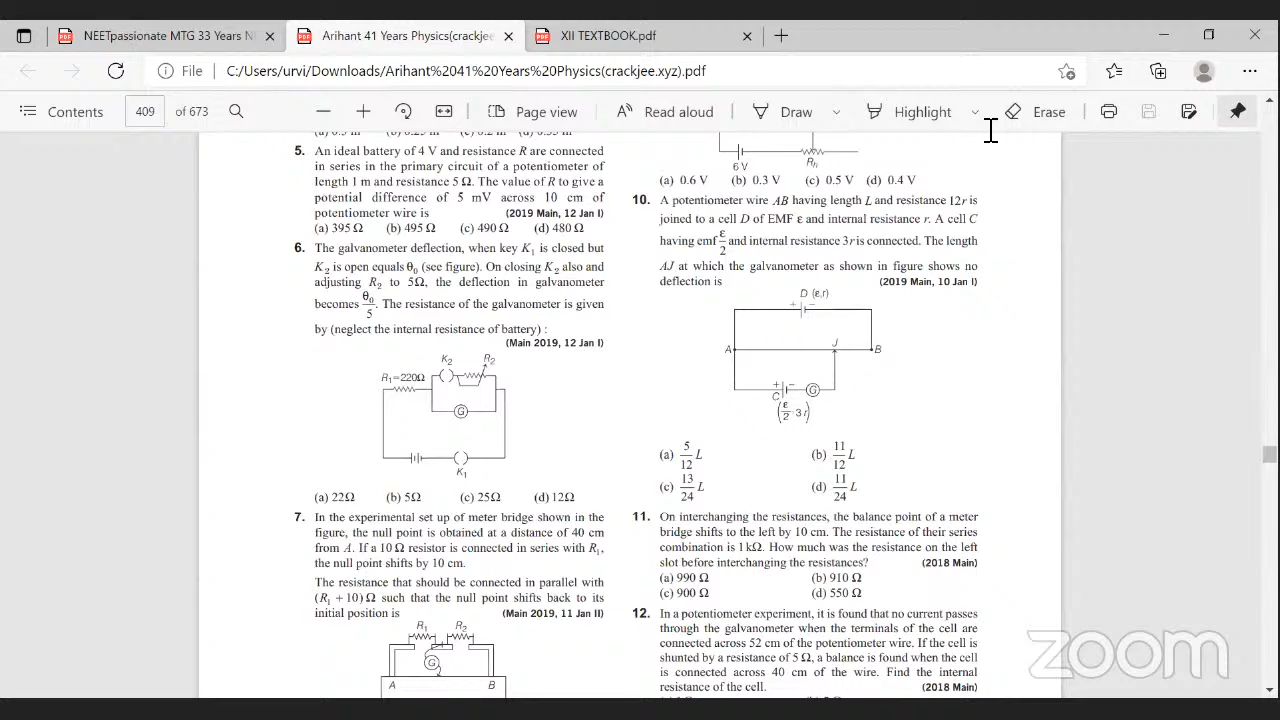 NEETpassionate MTG 33 Years NE
Arihant 41 Years Physics(crackjee
XII TEXTBOOK.pdf
File
C:/Users/urvi/Downloads/Arihant%2041%20Years%20Physics(crackjee.xyz).pdf
Contents
409
of 673
Page view
Read aloud
Draw
Highlight
Erase
5. An ideal battery of 4 V and resistance R are connected
in series in the primary circuit of a potentiometer of
length 1 m and resistance 5 Ω. The value of R to give a
potential difference of 5 mV across 10 cm of
potentiometer wire is (2019 Main, 12 Jan I)
(a) 395 Ω (b) 495 Ω (c) 490 Ω (d) 480 Ω
6. The galvanometer deflection, when key K₁ is closed but
K₂ is open equals θ₀ (see figure). On closing K₂ also and
adjusting R₂ to 5Ω, the deflection in galvanometer
becomes θ₀/5. The resistance of the galvanometer is given
by (neglect the internal resistance of battery) :
(Main 2019, 12 Jan I)
K₂ R₂
R₁=220Ω
G
K₁
(a) 22Ω (b) 5Ω (c) 25Ω (d) 12Ω
7. In the experimental set up of meter bridge shown in the
figure, the null point is obtained at a distance of 40 cm
from A. If a 10 Ω resistor is connected in series with R₁,
the null point shifts by 10 cm.
The resistance that should be connected in parallel with
(R₁ + 10) Ω such that the null point shifts back to its
initial position is (Main 2019, 11 Jan II)
R₁ R₂
G
A B
6 V Rh
(a) 0.6 V (b) 0.3 V (c) 0.5 V (d) 0.4 V
10. A potentiometer wire AB having length L and resistance 12r is
joined to a cell D of EMF ε and internal resistance r. A cell C
having emf ε/2 and internal resistance 3r is connected. The length
AJ at which the galvanometer as shown in figure shows no
deflection is (2019 Main, 10 Jan I)
D (ε,r)
+ −
A J B
+ −
C G
(ε/2, 3r)
(a) 5/12 L (b) 11/12 L
(c) 13/24 L (d) 11/24 L
11. On interchanging the resistances, the balance point of a meter
bridge shifts to the left by 10 cm. The resistance of their series
combination is 1 kΩ. How much was the resistance on the left
slot before interchanging the resistances? (2018 Main)
(a) 990 Ω (b) 910 Ω
(c) 900 Ω (d) 550 Ω
12. In a potentiometer experiment, it is found that no current passes
through the galvanometer when the terminals of the cell are
connected across 52 cm of the potentiometer wire. If the cell is
shunted by a resistance of 5 Ω, a balance is found when the cell
is connected across 40 cm of the wire. Find the internal
resistance of the cell. (2018 Main)
zoom